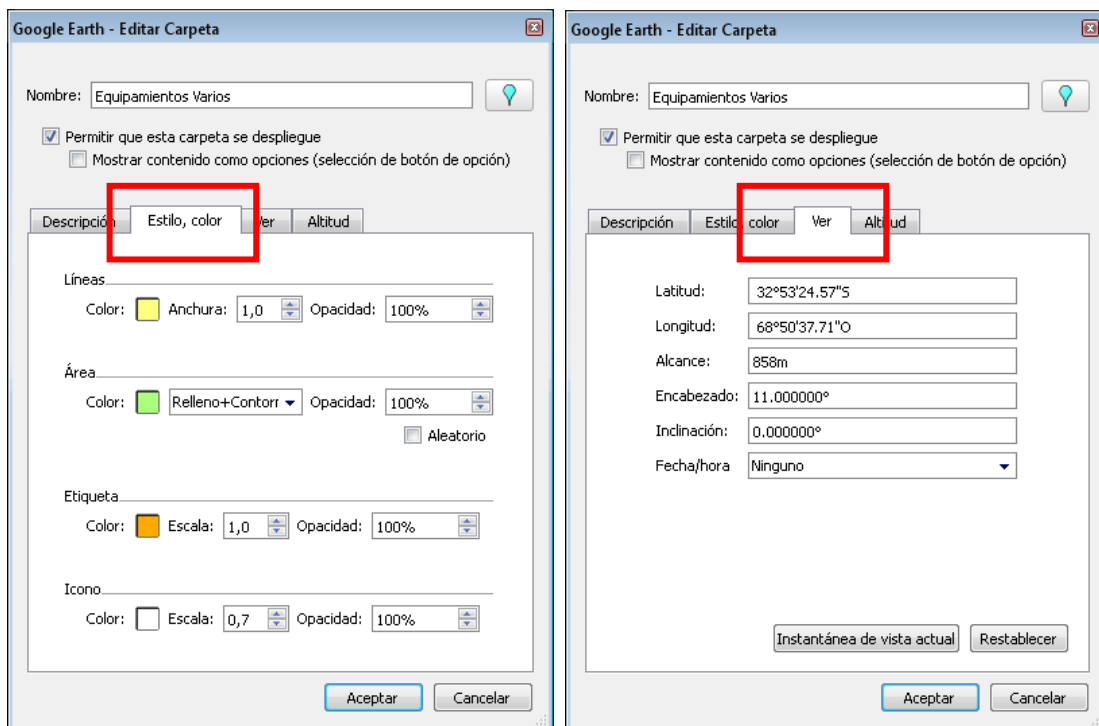 Google Earth - Editar Carpeta
Nombre: Equipamientos Varios
Permitir que esta carpeta se despliegue
Mostrar contenido como opciones (selección de botón de opción)
Descripción Estilo, color Ver Altitud
Líneas
Color: Anchura: 1,0 Opacidad: 100%
Área
Color: Relleno+Contorr Opacidad: 100%
Aleatorio
Etiqueta
Color: Escala: 1,0 Opacidad: 100%
Icono
Color: Escala: 0,7 Opacidad: 100%
Aceptar Cancelar
Google Earth - Editar Carpeta
Nombre: Equipamientos Varios
Permitir que esta carpeta se despliegue
Mostrar contenido como opciones (selección de botón de opción)
Descripción Estilo, color Ver Altitud
Latitud: 32°53'24.57"S
Longitud: 68°50'37.71"O
Alcance: 858m
Encabezado: 11.000000°
Inclinación: 0.000000°
Fecha/hora Ninguno
Instantánea de vista actual Restablecer
Aceptar Cancelar